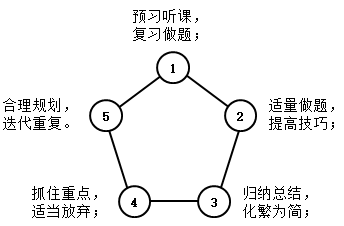 预习听课，
复习做题；
1
合理规划，
迭代重复。
5
2
适量做题，
提高技巧；
抓住重点，
适当放弃；
4
3
归纳总结，
化繁为简；